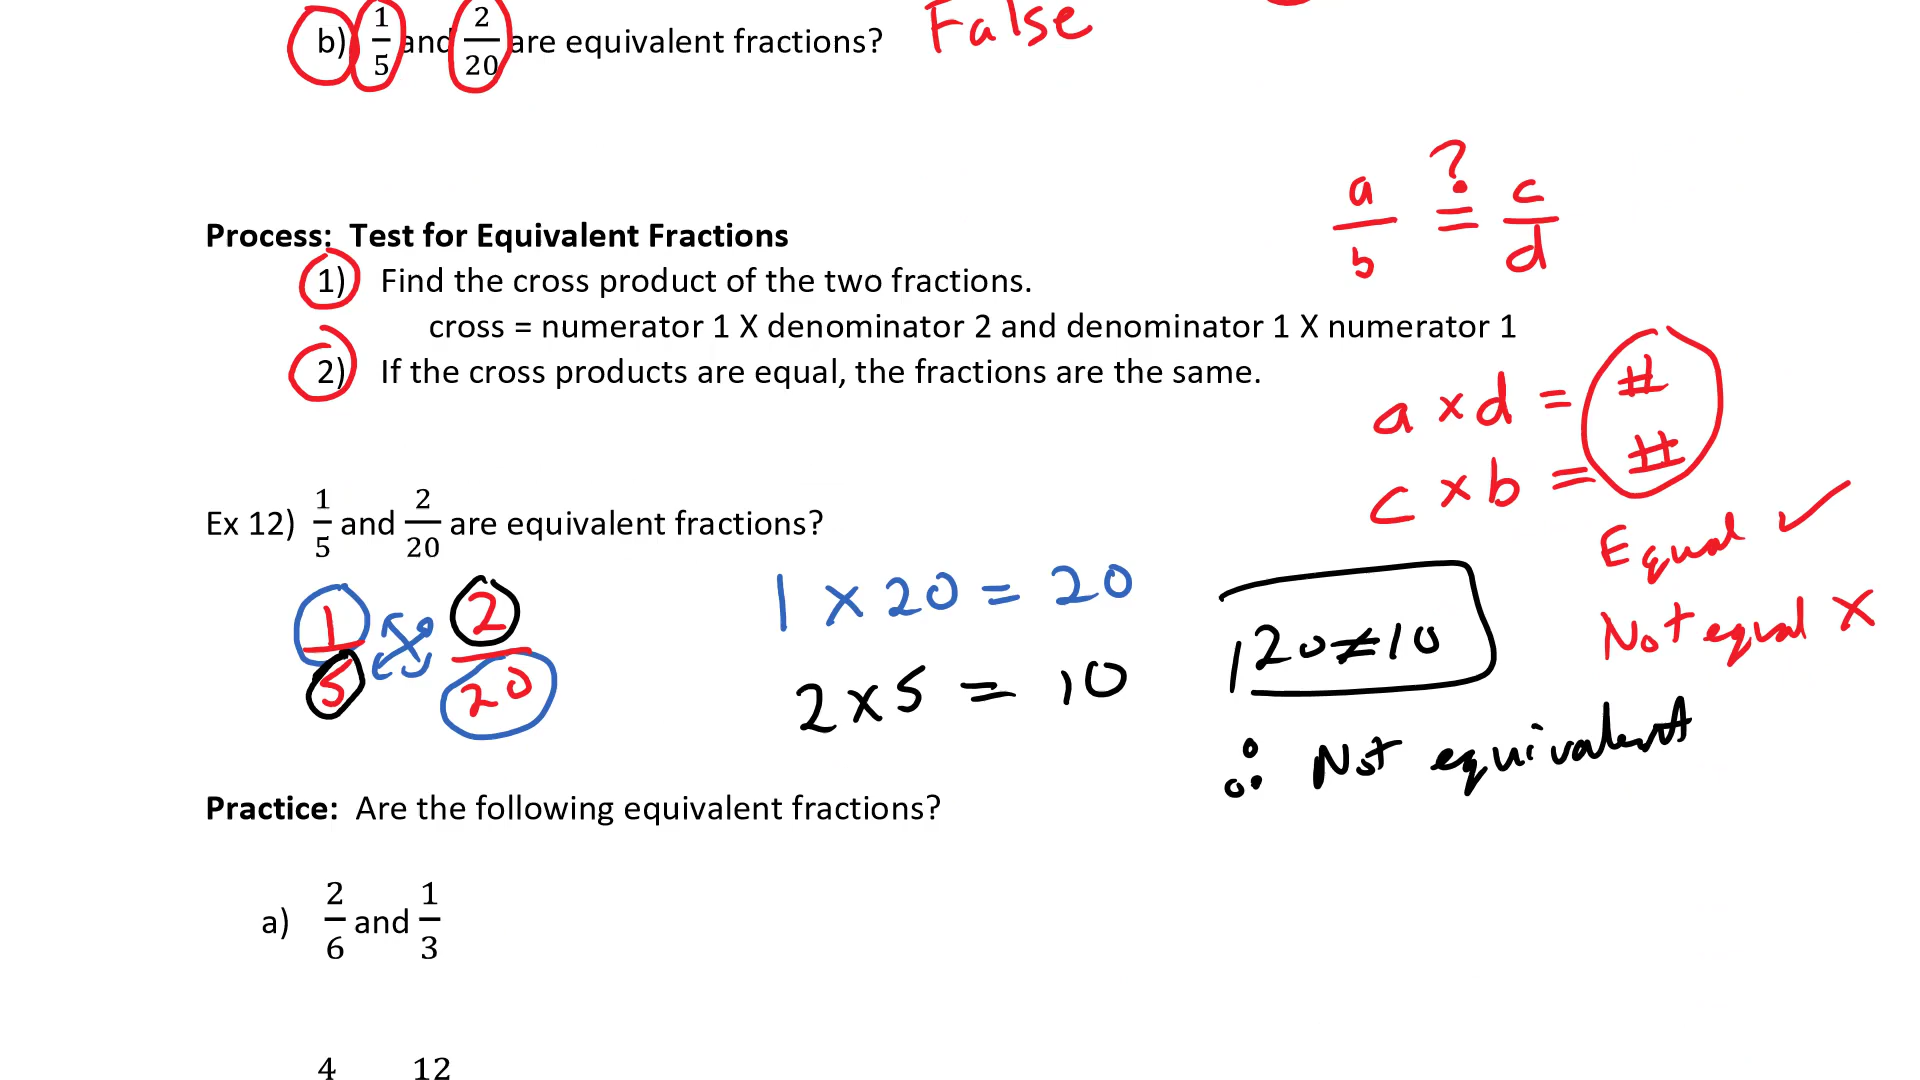 b) 1/5 and 2/20 are equivalent fractions? False
a/b ?= c/d
Process: Test for Equivalent Fractions
1) Find the cross product of the two fractions.
cross = numerator 1 X denominator 2 and denominator 1 X numerator 1
2) If the cross products are equal, the fractions are the same.
a x d = #
c x b = #
Equal ✓
Not equal X
Ex 12) 1/5 and 2/20 are equivalent fractions?
1/5 2/20
1 x 20 = 20
2 x 5 = 10
20 ≠ 10
∴ Not equivalent
Practice: Are the following equivalent fractions?
a) 2/6 and 1/3
4 12